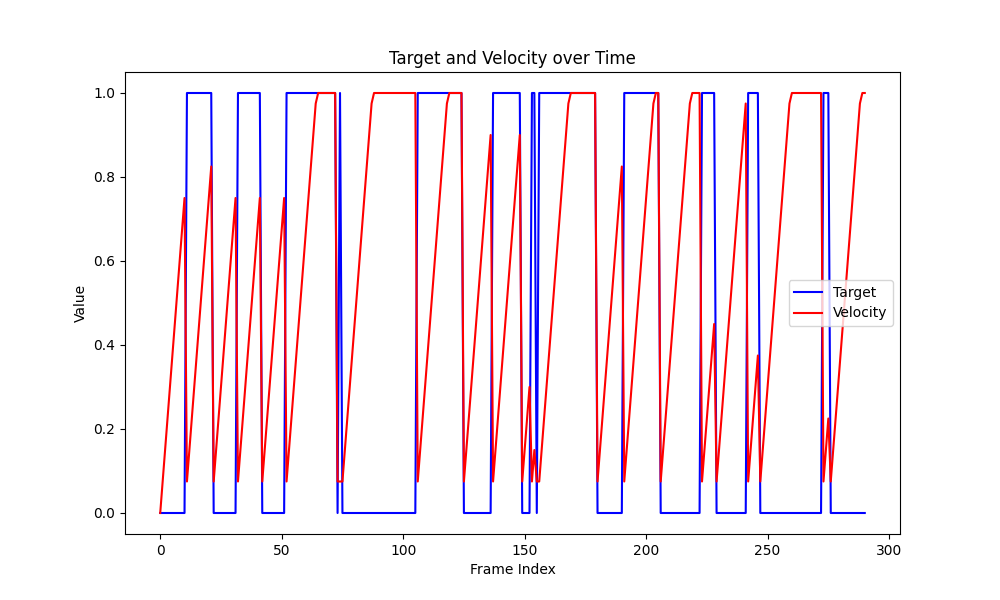 Target and Velocity over Time
Value
1.0
0.8
0.6
0.4
0.2
0.0
Target
Velocity
0 50 100 150 200 250 300
Frame Index